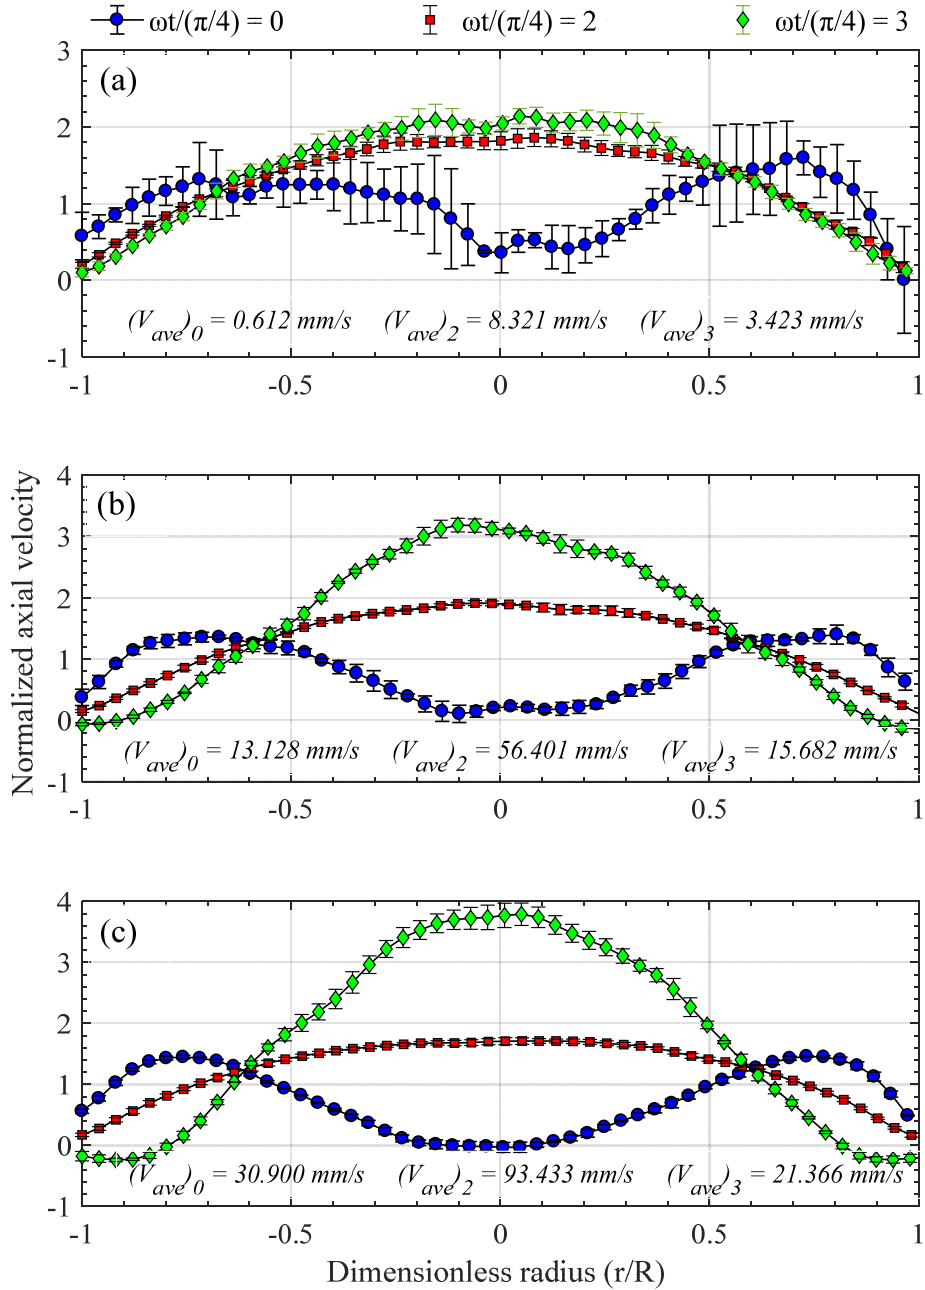 ωt/(π/4) = 0 ωt/(π/4) = 2 ωt/(π/4) = 3
3
(a)
2
1
0
(V_ave)_0 = 0.612 mm/s (V_ave)_2 = 8.321 mm/s (V_ave)_3 = 3.423 mm/s
-1
-1 -0.5 0 0.5 1
Normalized axial velocity
4
(b)
3
2
1
0
(V_ave)_0 = 13.128 mm/s (V_ave)_2 = 56.401 mm/s (V_ave)_3 = 15.682 mm/s
-1
-1 -0.5 0 0.5 1
4
(c)
3
2
1
0
(V_ave)_0 = 30.900 mm/s (V_ave)_2 = 93.433 mm/s (V_ave)_3 = 21.366 mm/s
-1
-1 -0.5 0 0.5 1
Dimensionless radius (r/R)